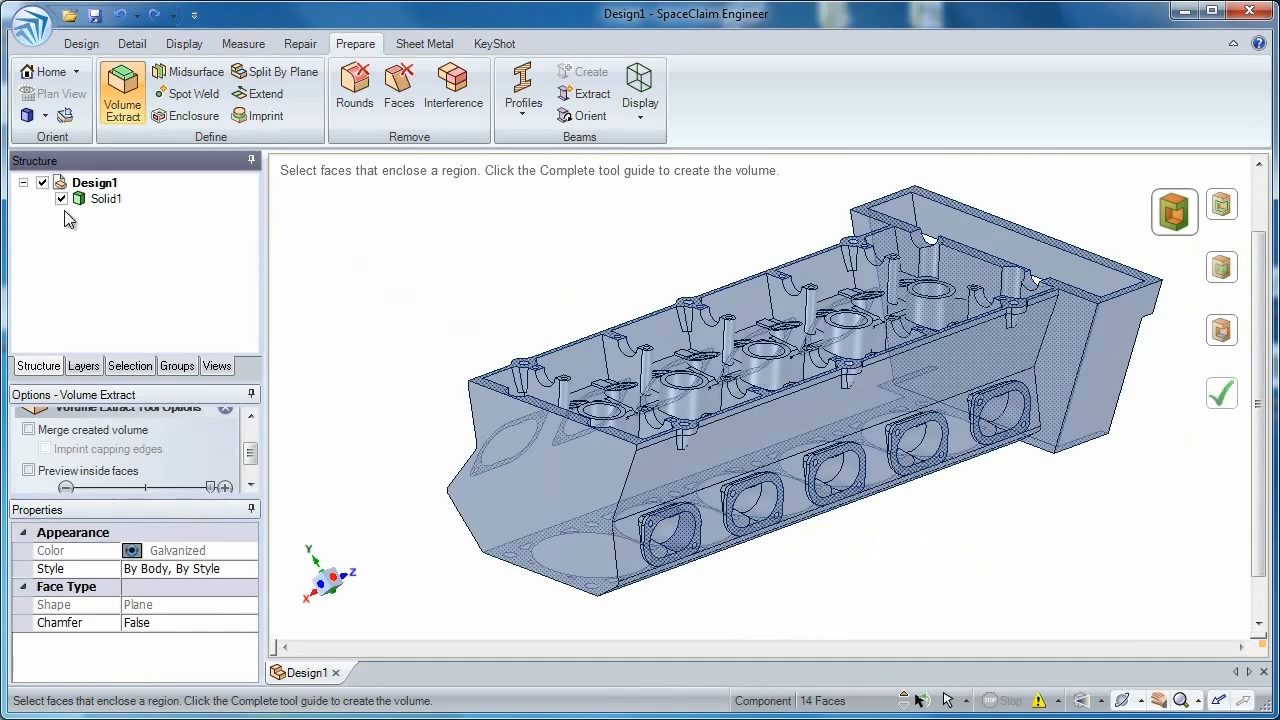 Design1 - SpaceClaim Engineer
Design Detail Display Measure Repair Prepare Sheet Metal KeyShot
Home
Plan View
Orient
Volume Extract
Midsurface
Split By Plane
Spot Weld
Extend
Enclosure
Imprint
Define
Rounds
Faces
Interference
Remove
Profiles
Create
Extract
Orient
Display
Beams
Structure
Design1
Solid1
Select faces that enclose a region. Click the Complete tool guide to create the volume.
Structure Layers Selection Groups Views
Options - Volume Extract
Volume Extract Tool Options
Merge created volume
Imprint capping edges
Preview inside faces
Properties
Appearance
Color Galvanized
Style By Body, By Style
Face Type
Shape Plane
Chamfer False
Y
Z
X
Design1
Select faces that enclose a region. Click the Complete tool guide to create the volume.
Component 14 Faces Stop